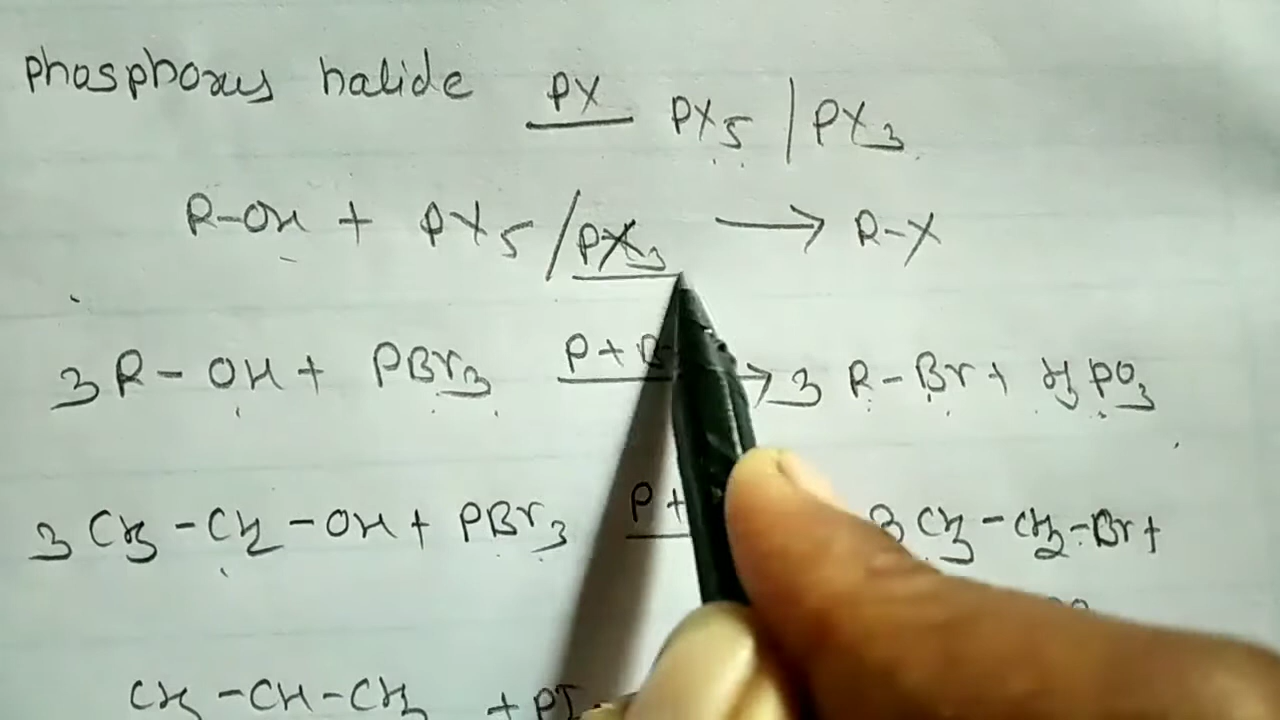 Phosphorus halide PX PX5 | PX3
R-OH + PX5 / PX3 → R-X
3 R - OH + PBr3 P + → 3 R - Br + H3PO3
3 CH3 - CH2 - OH + PBr3 P + 3 CH3 - CH2 - Br +
CH3 - CH - CH3 + PI